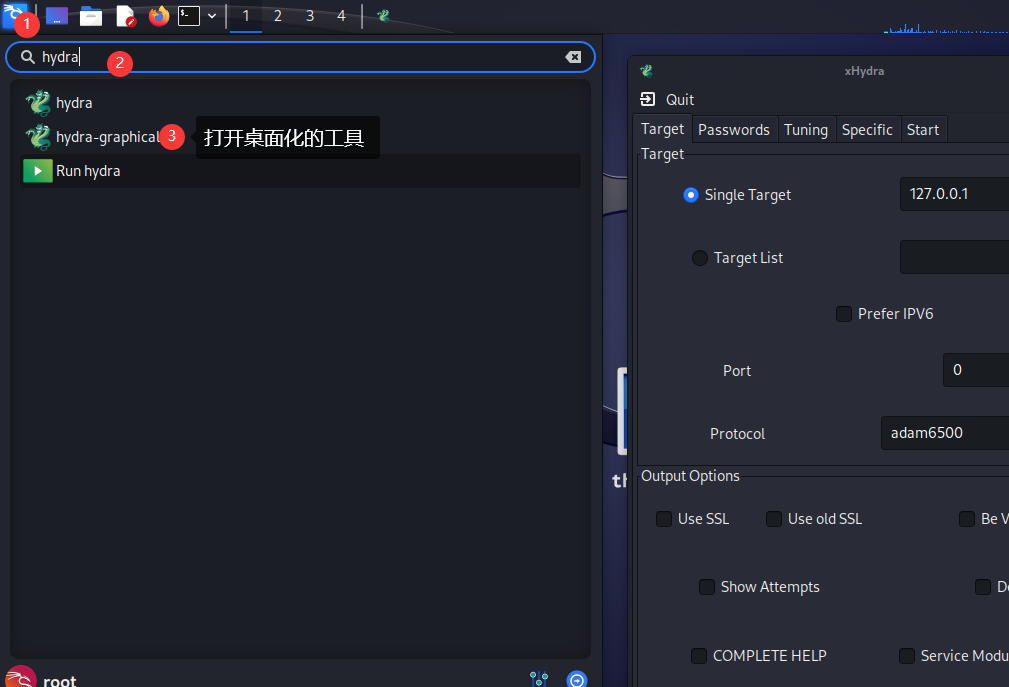 1
1 2 3 4
hydra
2
xHydra
hydra
Quit
hydra-graphical
3
打开桌面化的工具
Target Passwords Tuning Specific Start
Run hydra
Target
Single Target
127.0.0.1
Target List
Prefer IPV6
Port
0
Protocol
adam6500
Output Options
Use SSL
Use old SSL
Be V
Show Attempts
COMPLETE HELP
Service Modu
root